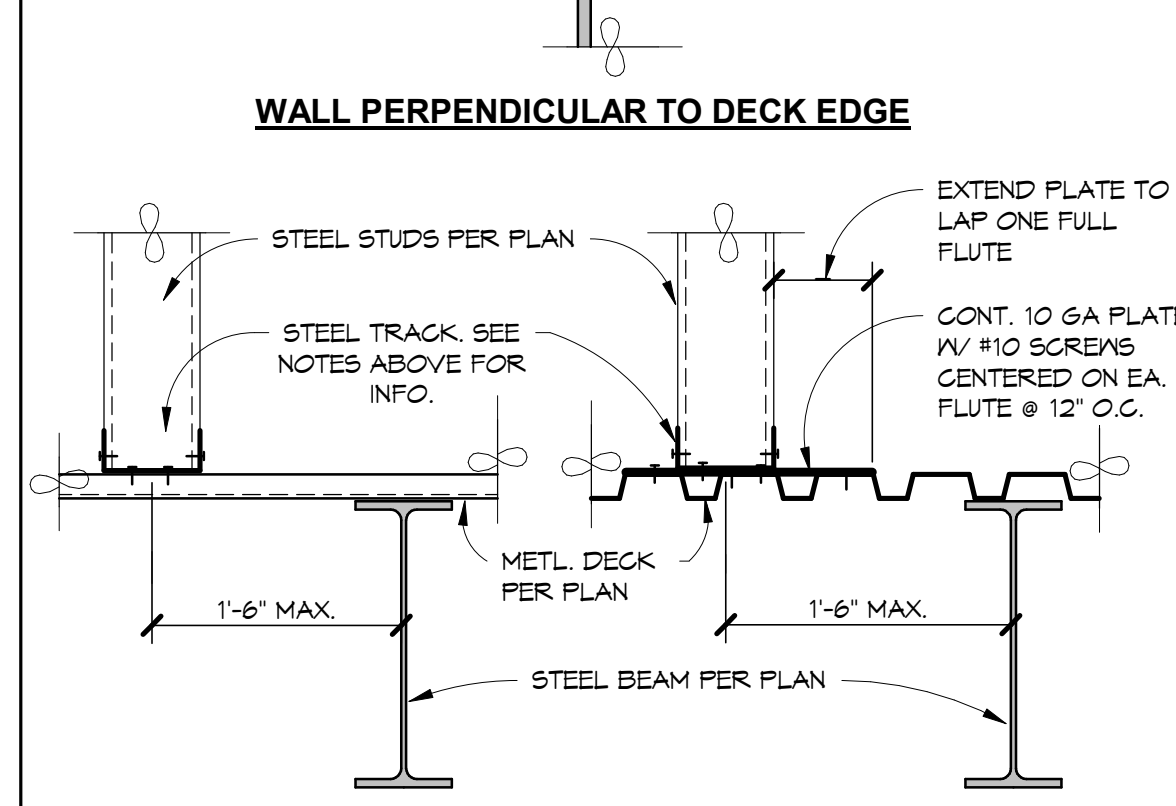 WALL PERPENDICULAR TO DECK EDGE
STEEL STUDS PER PLAN
EXTEND PLATE TO
LAP ONE FULL
FLUTE
STEEL TRACK. SEE
NOTES ABOVE FOR
INFO.
CONT. 10 GA PLATE
W/ #10 SCREWS
CENTERED ON EA.
FLUTE @ 12" O.C.
METL. DECK
PER PLAN
1'-6" MAX.
1'-6" MAX.
STEEL BEAM PER PLAN